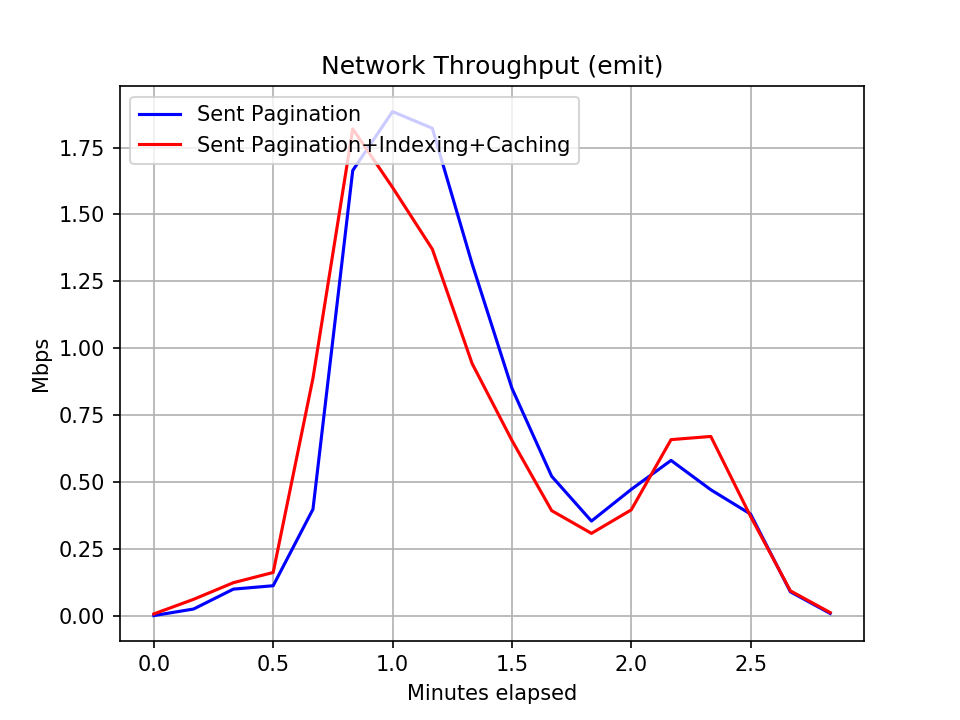 Network Throughput (emit)
Sent Pagination
Sent Pagination+Indexing+Caching
1.75
1.50
1.25
1.00
0.75
0.50
0.25
0.00
Mbps
0.0 0.5 1.0 1.5 2.0 2.5
Minutes elapsed